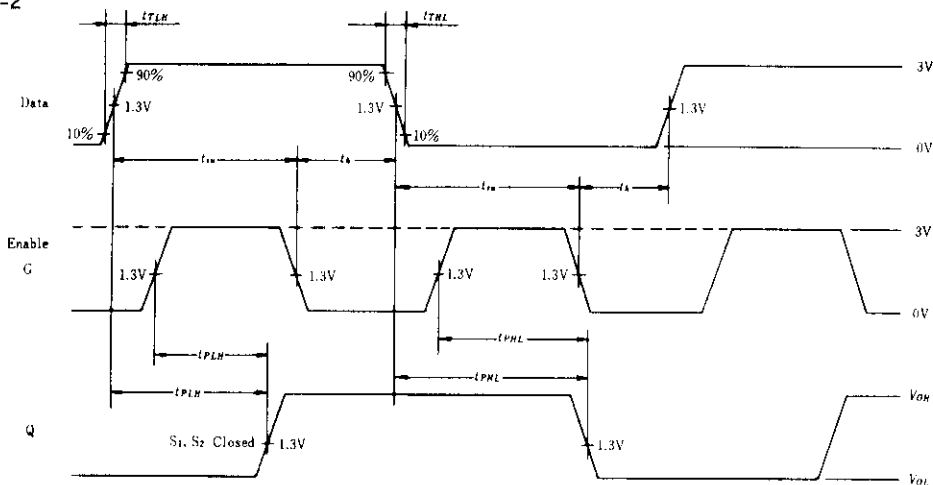 -2
tTLH
tTHL
90%
90%
3V
Data
1.3V
1.3V
1.3V
10%
10%
0V
tsu
th
tsu
th
Enable
G
3V
1.3V
1.3V
1.3V
1.3V
0V
tPLH
tPHL
tPLH
tPHL
VOH
Q
S1, S2 Closed
1.3V
1.3V
VOL